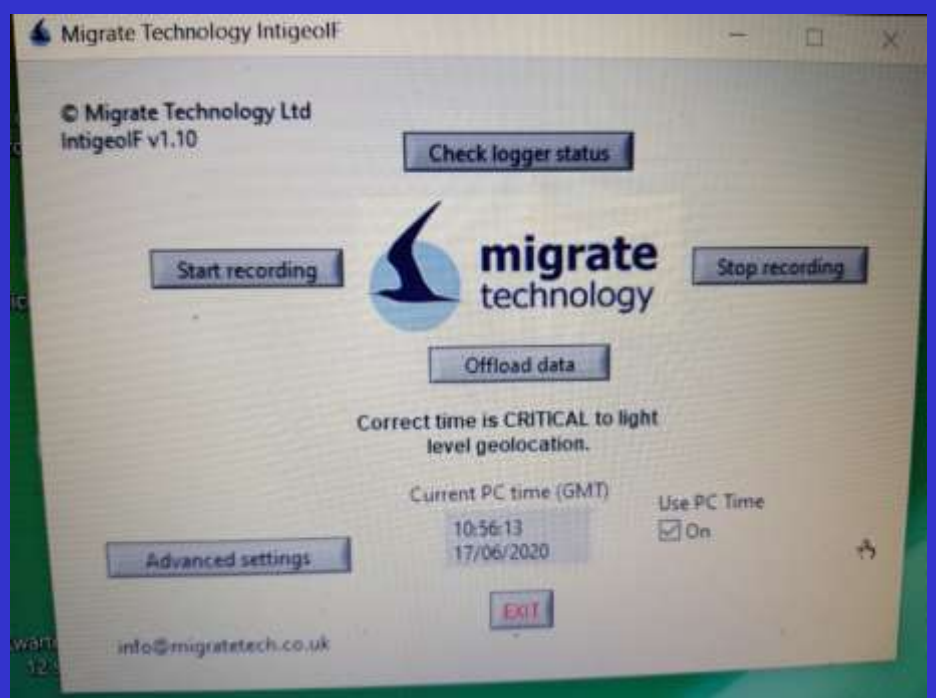 Migrate Technology IntigeoIF
© Migrate Technology Ltd
IntigeoIF v1.10
Check logger status
Start recording
migrate
technology
Stop recording
Offload data
Correct time is CRITICAL to light
level geolocation.
Current PC time (GMT)
10:56:13
17/06/2020
Use PC Time
On
Advanced settings
EXIT
info@migratetech.co.uk